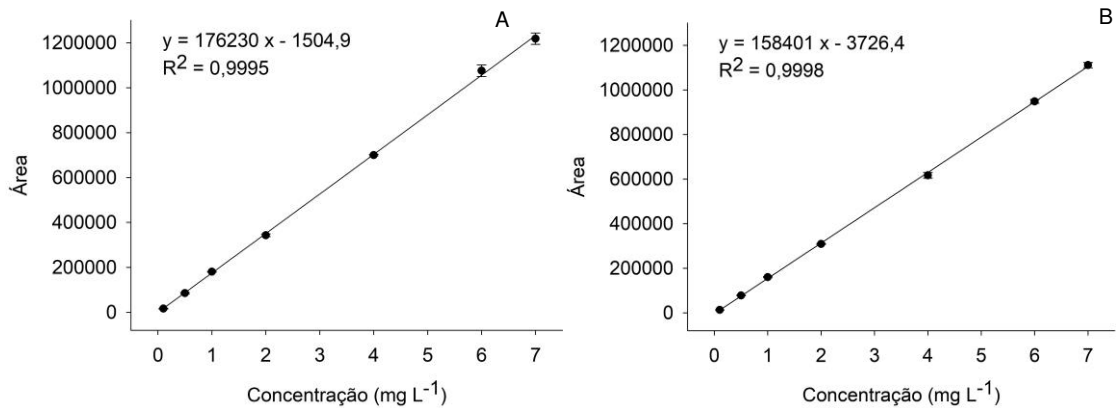 A
y = 176230 x - 1504,9
R² = 0,9995
1200000
1000000
800000
600000
400000
200000
0
Área
0 1 2 3 4 5 6 7
Concentração (mg L⁻¹)
B
y = 158401 x - 3726,4
R² = 0,9998
1200000
1000000
800000
600000
400000
200000
0
Área
0 1 2 3 4 5 6 7
Concentração (mg L⁻¹)